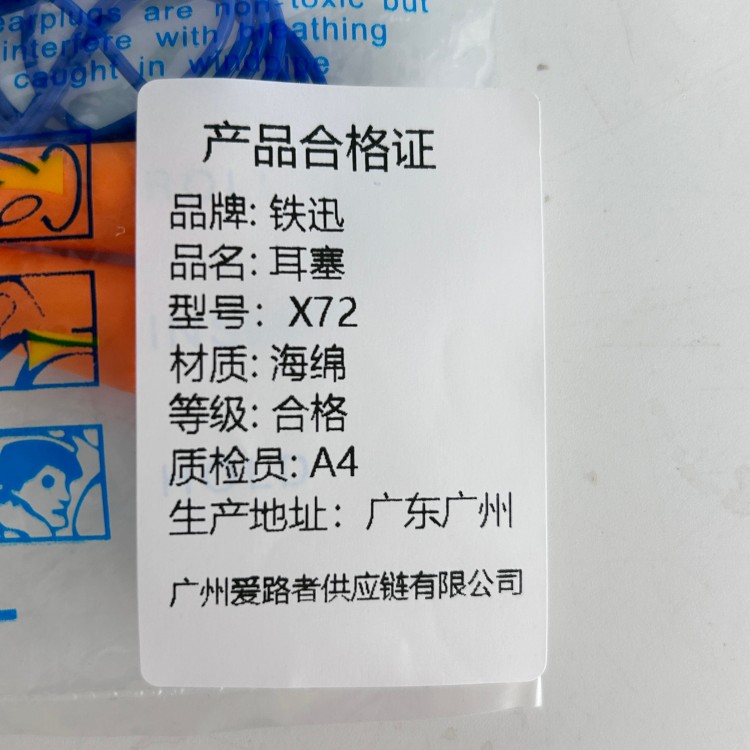 earplugs are non-toxic but
interfere with breathing
caught in windpipe
产品合格证
品牌: 铁迅
品名: 耳塞
型号: X72
材质: 海绵
等级: 合格
质检员: A4
生产地址: 广东广州
广州爱路者供应链有限公司